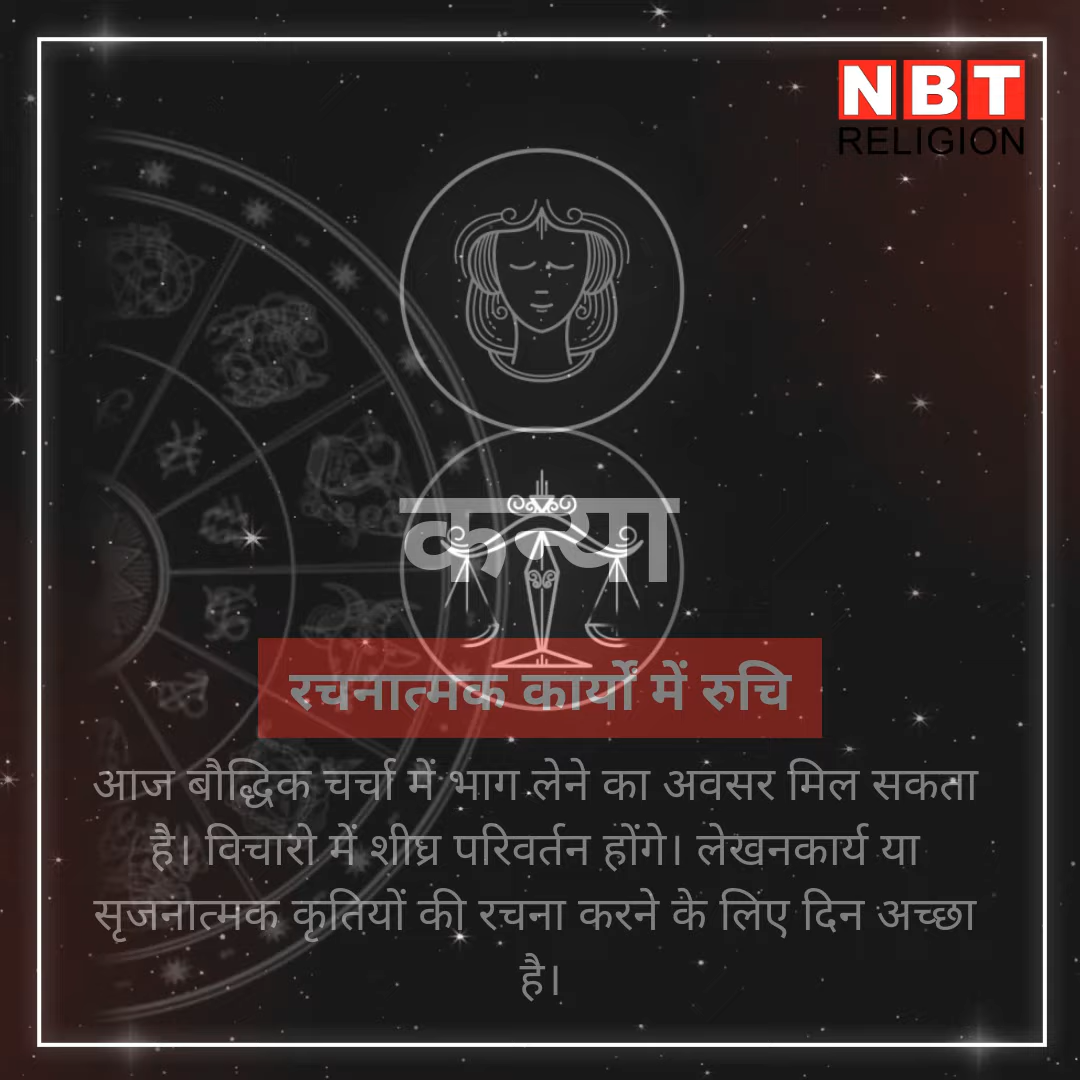 NBT
RELIGION
कन्या
रचनात्मक कार्यों में रुचि
आज बौद्धिक चर्चा में भाग लेने का अवसर मिल सकता
है। विचारो में शीघ्र परिवर्तन होंगे। लेखनकार्य या
सृजनात्मक कृतियों की रचना करने के लिए दिन अच्छा
है।